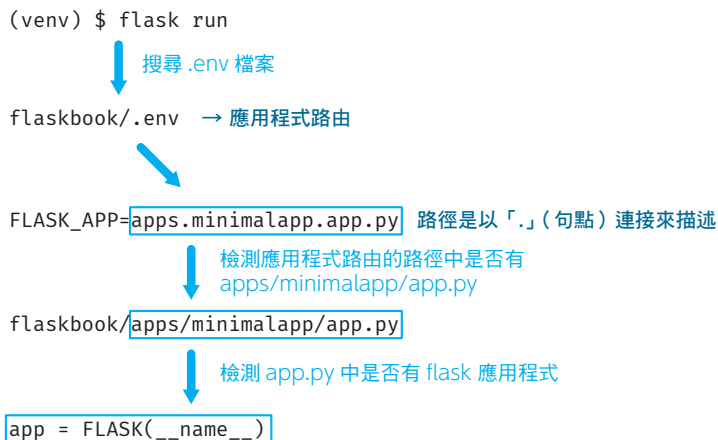 (venv) $ flask run
搜尋 .env 檔案
flaskbook/.env → 應用程式路由
FLASK_APP=apps.minimalapp.app.py 路徑是以「.」（句點）連接來描述
檢測應用程式路由的路徑中是否有
apps/minimalapp/app.py
flaskbook/apps/minimalapp/app.py
檢測 app.py 中是否有 flask 應用程式
app = FLASK(__name__)